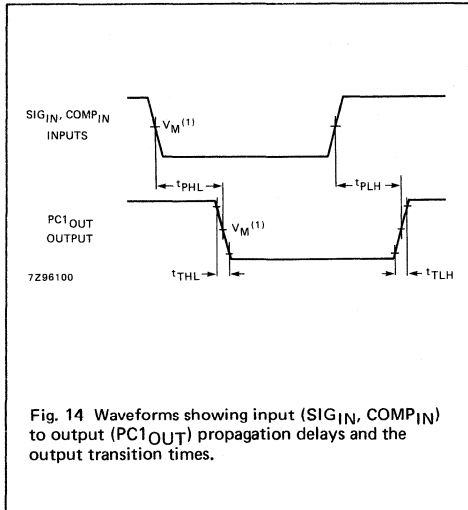 SIGIN, COMPIN
INPUTS
VM(1)
tPHL
tPLH
PC1OUT
OUTPUT
VM(1)
7Z96100
tTHL
tTLH
Fig. 14 Waveforms showing input (SIGIN, COMPIN)
to output (PC1OUT) propagation delays and the
output transition times.